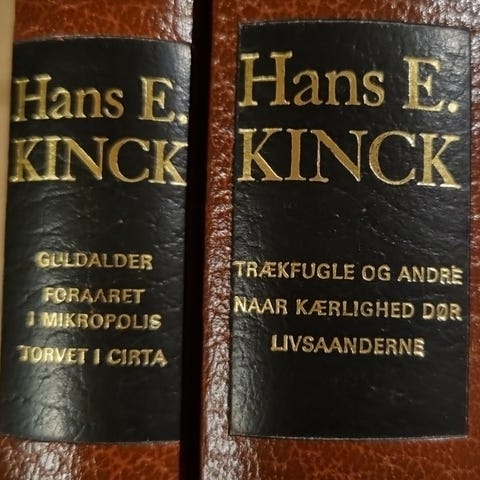 Hans E.
KINCK
GULDALDER
FORAARET
I MIKROPOLIS
TORVET I CIRTA
Hans E.
KINCK
TRÆKFUGLE OG ANDRE
NAAR KÆRLIGHED DØR
LIVSAANDERNE